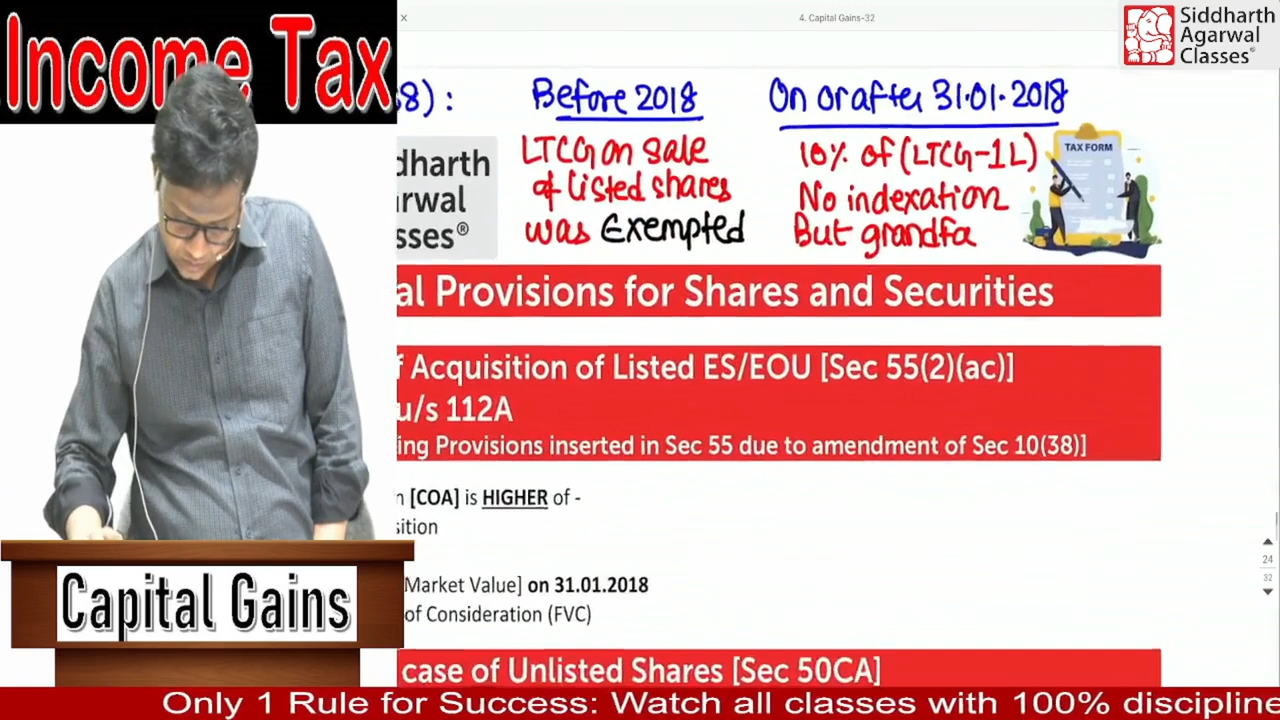 Income Tax
×
4. Capital Gains-32
Siddharth
Agarwal
Classes®
8):
Before 2018
On or after 31.01.2018
LTCG on sale
of listed shares
was Exempted
10% of (LTCG-1L)
No indexation
But grandfa
TAX FORM
dharth
rwal
sses®
al Provisions for Shares and Securities
f Acquisition of Listed ES/EOU [Sec 55(2)(ac)]
u/s 112A
ing Provisions inserted in Sec 55 due to amendment of Sec 10(38)]
n [COA] is HIGHER of -
sition
Market Value] on 31.01.2018
of Consideration (FVC)
24
32
case of Unlisted Shares [Sec 50CA]
Capital Gains
Only 1 Rule for Success: Watch all classes with 100% discipline